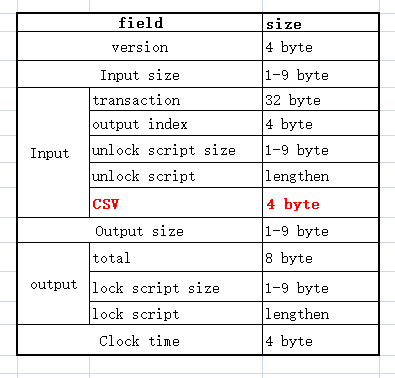 field size
version 4 byte
Input size 1-9 byte
Input
transaction 32 byte
output index 4 byte
unlock script size 1-9 byte
unlock script lengthen
CSV 4 byte
Output size 1-9 byte
output
total 8 byte
lock script size 1-9 byte
lock script lengthen
Clock time 4 byte